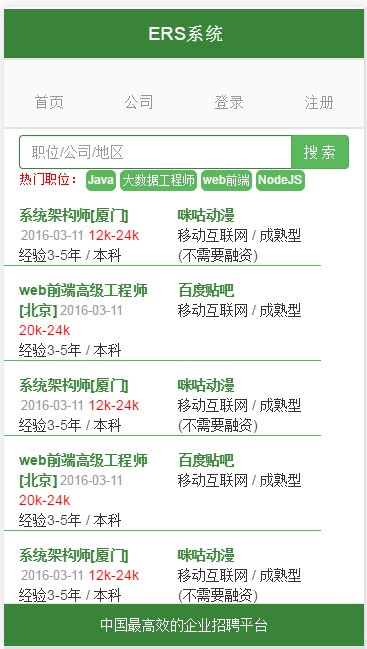 ERS系统
首页 公司 登录 注册
职位/公司/地区 搜 索
热门职位： Java 大数据工程师 web前端 NodeJS
系统架构师[厦门] 咪咕动漫
2016-03-11 12k-24k 移动互联网 / 成熟型
经验3-5年 / 本科 (不需要融资)
web前端高级工程师 百度贴吧
[北京] 2016-03-11 移动互联网 / 成熟型
20k-24k
经验3-5年 / 本科
系统架构师[厦门] 咪咕动漫
2016-03-11 12k-24k 移动互联网 / 成熟型
经验3-5年 / 本科 (不需要融资)
web前端高级工程师 百度贴吧
[北京] 2016-03-11 移动互联网 / 成熟型
20k-24k
经验3-5年 / 本科
系统架构师[厦门] 咪咕动漫
2016-03-11 12k-24k 移动互联网 / 成熟型
经验3-5年 / 本科 (不需要融资)
中国最高效的企业招聘平台